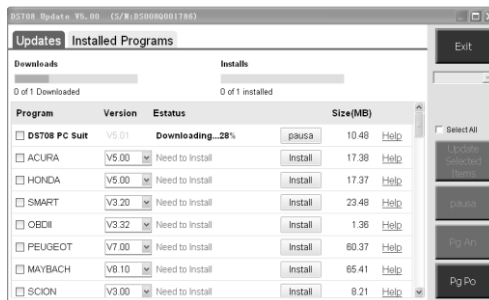 DS708 Update V5.00 (S/N:DS008Q001786)
Updates Installed Programs
Exit
Downloads Installs
0 of 1 Downloaded 0 of 1 installed
Program Version Estatus Size(MB)
Select All
DS708 PC Suit V5.01 Downloading...28% pausa 10.48 Help
ACURA V5.00 Need to Install Install 17.38 Help
HONDA V5.00 Need to Install Install 17.37 Help
SMART V3.20 Need to Install Install 23.48 Help
OBDII V3.32 Need to Install Install 1.36 Help
PEUGEOT V7.00 Need to Install Install 60.37 Help
MAYBACH V8.10 Need to Install Install 65.41 Help
SCION V3.00 Need to Install Install 8.21 Help
Update
Selected
Items
pausa
Pg An
Pg Po